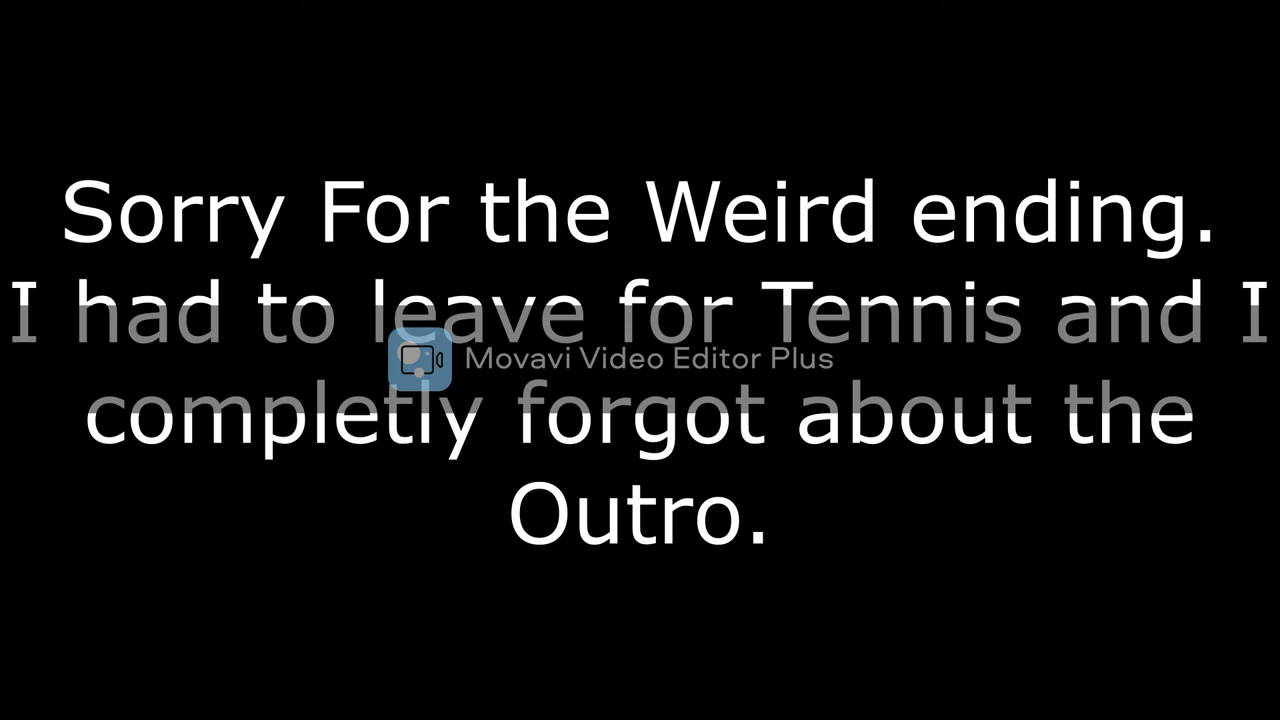 Sorry For the Weird ending.
I had to leave for Tennis and I
Movavi Video Editor Plus
completly forgot about the
Outro.